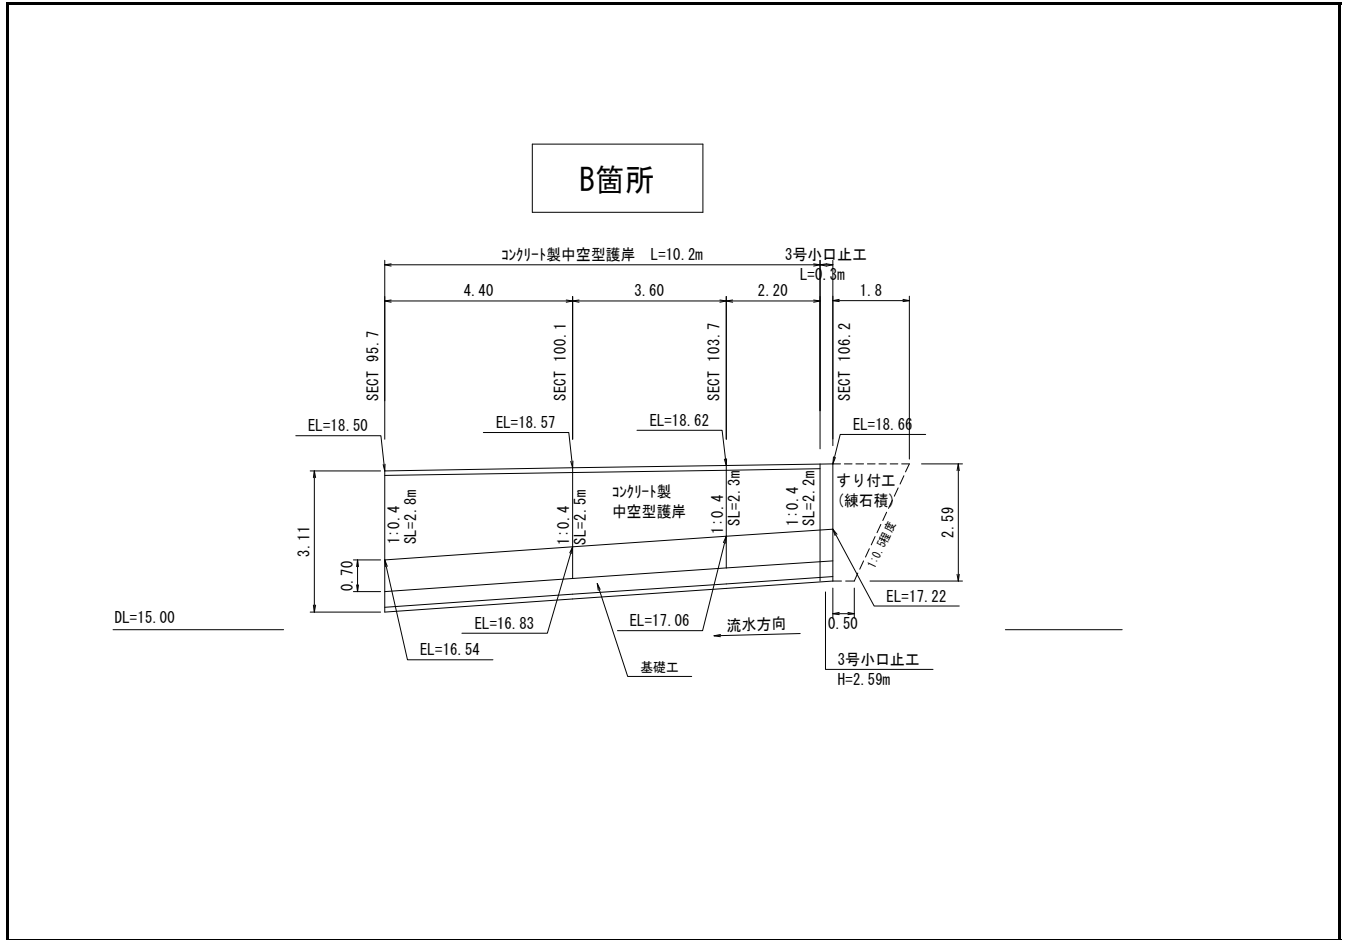 B箇所
コンクリート製中空型護岸 L=10.2m
3号小口止工
L=0.3m
4.40
3.60
2.20
1.8
SECT 95.7
SECT 100.1
SECT 103.7
SECT 106.2
EL=18.50
EL=18.57
EL=18.62
EL=18.66
1:0.4
SL=2.8m
1:0.4
SL=2.5m
コンクリート製
中空型護岸
1:0.4
SL=2.3m
1:0.4
SL=2.2m
すり付工
(練石積)
1:0.5程度
3.11
0.70
2.59
DL=15.00
EL=16.54
EL=16.83
EL=17.06
EL=17.22
流水方向
0.50
基礎工
3号小口止工
H=2.59m